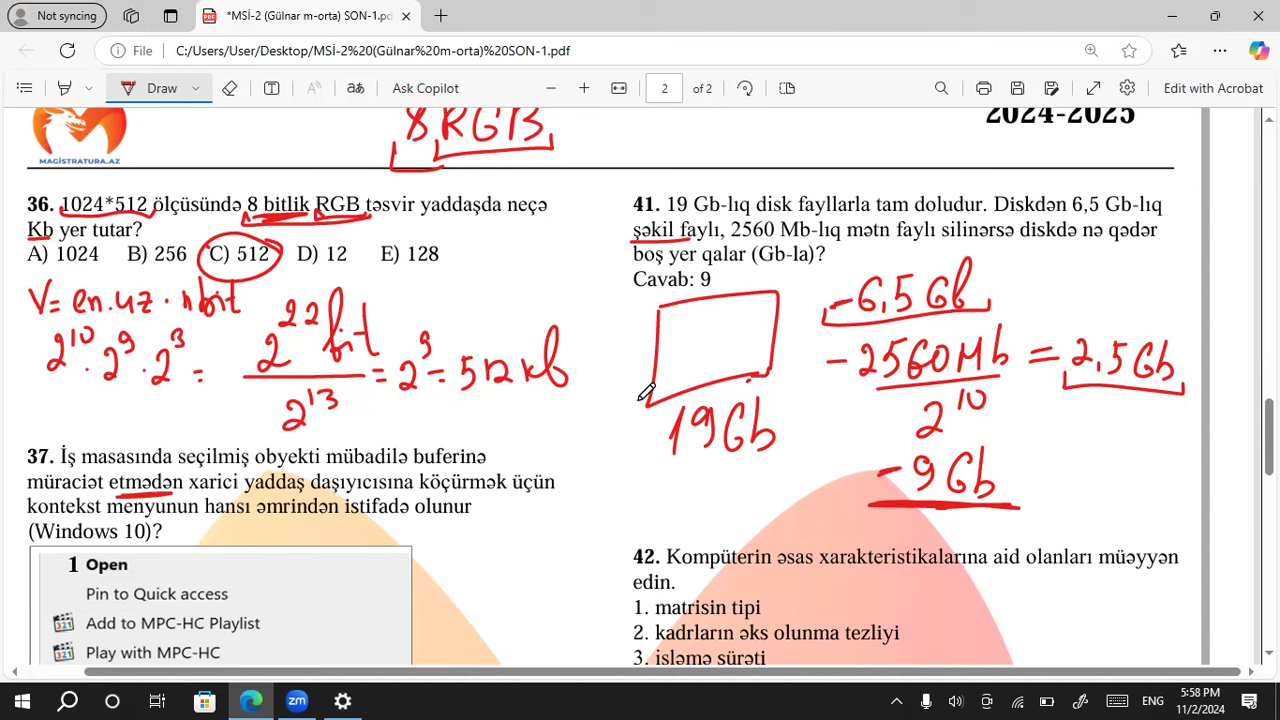 Not syncing
*MSİ-2 (Gülnar m-orta) SON-1.pdf
File
C:/Users/User/Desktop/MSİ-2%20(Gülnar%20m-orta)%20SON-1.pdf
Draw
Ask Copilot
2
of 2
Edit with Acrobat
MAGİSTRATURA.AZ
8 RGB
2024-2025
36. 1024*512 ölçüsündə 8 bitlik RGB təsvir yaddaşda neçə
Kb yer tutar?
A) 1024 B) 256 C) 512 D) 12 E) 128
V= en.uz.nbit
2^10 . 2^9 . 2^3 = 2^22 bit / 2^13 = 2^9 = 512 kb
37. İş masasında seçilmiş obyekti mübadilə buferinə
müraciət etmədən xarici yaddaş daşıyıcısına köçürmək üçün
kontekst menyunun hansı əmrindən istifadə olunur
(Windows 10)?
1 Open
Pin to Quick access
Add to MPC-HC Playlist
Play with MPC-HC
41. 19 Gb-lıq disk fayllarla tam doludur. Diskdən 6,5 Gb-lıq
şəkil faylı, 2560 Mb-lıq mətn faylı silinərsə diskdə nə qədər
boş yer qalar (Gb-la)?
Cavab: 9
-6,5 Gb
-2560 Mb / 2^10 = 2,5 Gb
19 Gb
-9 Gb
42. Kompüterin əsas xarakteristikalarına aid olanları müəyyən
edin.
1. matrisin tipi
2. kadrların əks olunma tezliyi
3. işləmə sürəti
ENG
5:58 PM
11/2/2024